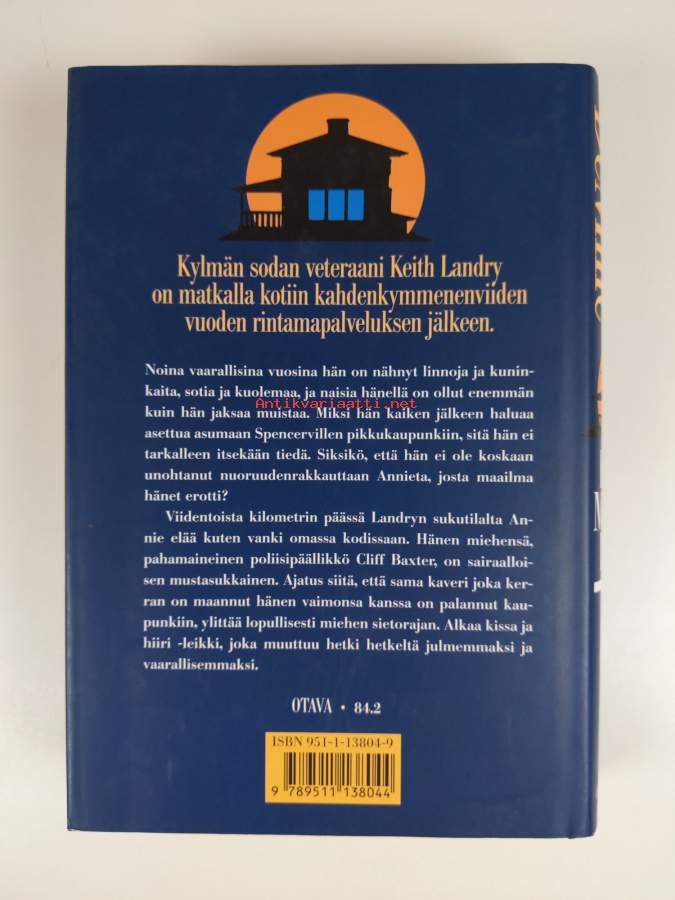 Kylmän sodan veteraani Keith Landry
on matkalla kotiin kahdenkymmenenviiden
vuoden rintamapalveluksen jälkeen.
Noina vaarallisina vuosina hän on nähnyt linnoja ja kunin-
kaita, sotia ja kuolemaa, ja naisia hänellä on ollut enemmän
kuin hän jaksaa muistaa. Miksi hän kaiken jälkeen haluaa
asettua asumaan Spencervillen pikkukaupunkiin, sitä hän ei
tarkalleen itsekään tiedä. Siksikö, että hän ei ole koskaan
unohtanut nuoruudenrakkauttaan Annieta, josta maailma
hänet erotti?
Viidentoista kilometrin päässä Landryn sukutilalta An-
nie elää kuten vanki omassa kodissaan. Hänen miehensä,
pahamaineinen poliisipäällikkö Cliff Baxter, on sairaalloi-
sen mustasukkainen. Ajatus siitä, että sama kaveri joka ker-
ran on maannut hänen vaimonsa kanssa on palannut kau-
punkiin, ylittää lopullisesti miehen sietorajan. Alkaa kissa ja
hiiri -leikki, joka muuttuu hetki hetkeltä julmemmaksi ja
vaarallisemmaksi.
OTAVA • 84.2
ISBN 951-1-13804-9
9 789511 138044
Antikvariaatti.net